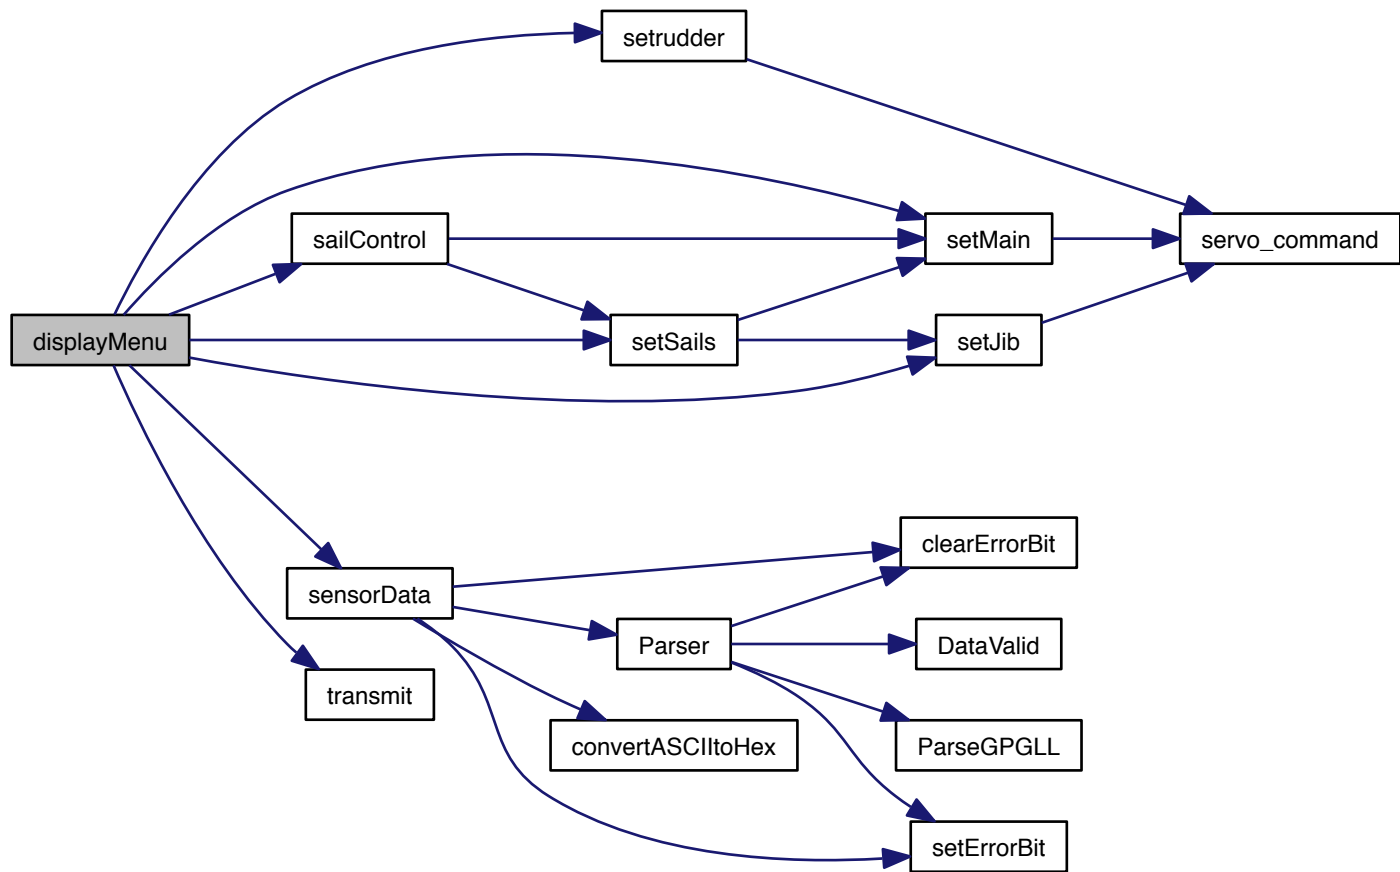 setrudder
sailControl
setMain
servo_command
displayMenu
setSails
setJib
clearErrorBit
sensorData
Parser
DataValid
transmit
convertASCIItoHex
ParseGPGLL
setErrorBit